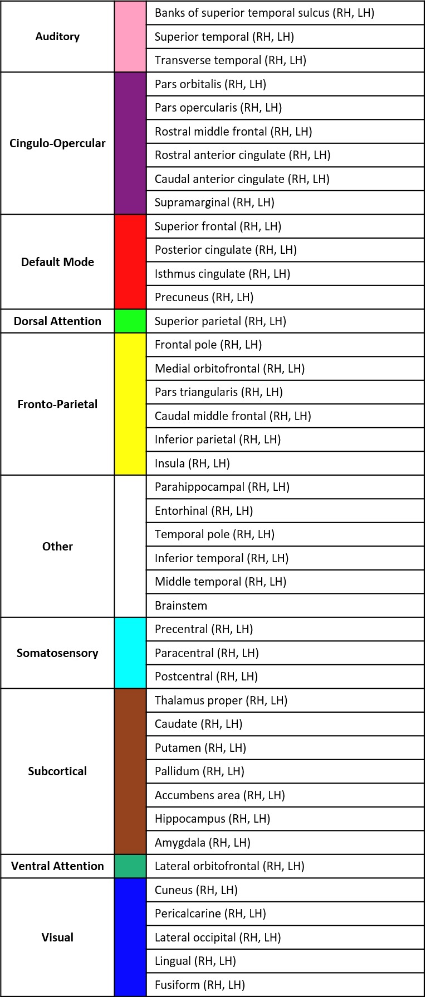 Auditory
Banks of superior temporal sulcus (RH, LH)
Superior temporal (RH, LH)
Transverse temporal (RH, LH)
Cingulo-Opercular
Pars orbitalis (RH, LH)
Pars opercularis (RH, LH)
Rostral middle frontal (RH, LH)
Rostral anterior cingulate (RH, LH)
Caudal anterior cingulate (RH, LH)
Supramarginal (RH, LH)
Default Mode
Superior frontal (RH, LH)
Posterior cingulate (RH, LH)
Isthmus cingulate (RH, LH)
Precuneus (RH, LH)
Dorsal Attention
Superior parietal (RH, LH)
Fronto-Parietal
Frontal pole (RH, LH)
Medial orbitofrontal (RH, LH)
Pars triangularis (RH, LH)
Caudal middle frontal (RH, LH)
Inferior parietal (RH, LH)
Insula (RH, LH)
Other
Parahippocampal (RH, LH)
Entorhinal (RH, LH)
Temporal pole (RH, LH)
Inferior temporal (RH, LH)
Middle temporal (RH, LH)
Brainstem
Somatosensory
Precentral (RH, LH)
Paracentral (RH, LH)
Postcentral (RH, LH)
Subcortical
Thalamus proper (RH, LH)
Caudate (RH, LH)
Putamen (RH, LH)
Pallidum (RH, LH)
Accumbens area (RH, LH)
Hippocampus (RH, LH)
Amygdala (RH, LH)
Ventral Attention
Lateral orbitofrontal (RH, LH)
Visual
Cuneus (RH, LH)
Pericalcarine (RH, LH)
Lateral occipital (RH, LH)
Lingual (RH, LH)
Fusiform (RH, LH)